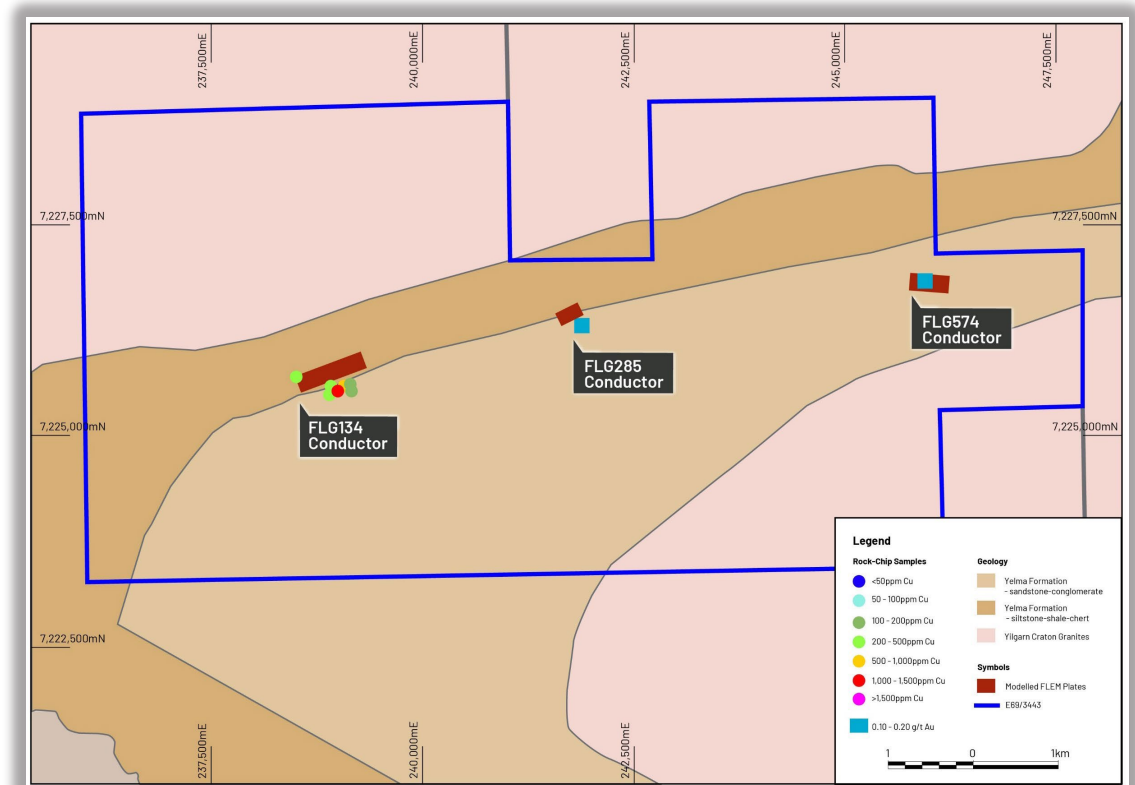 237,500mE
240,000mE
242,500mE
245,000mE
247,500mE
7,227,500mN
7,227,500mN
FLG574
Conductor
FLG285
Conductor
FLG134
Conductor
7,225,000mN
7,225,000mN
7,222,500mN
237,500mE
240,000mE
242,500mE
Legend
Rock-Chip Samples
<50ppm Cu
50 - 100ppm Cu
100 - 200ppm Cu
200 - 500ppm Cu
500 - 1,000ppm Cu
1,000 - 1,500ppm Cu
>1,500ppm Cu
0.10 - 0.20 g/t Au
Geology
Yelma Formation
- sandstone-conglomerate
Yelma Formation
- siltstone-shale-chert
Yilgarn Craton Granites
Symbols
Modelled FLEM Plates
E69/3443
1 0 1km